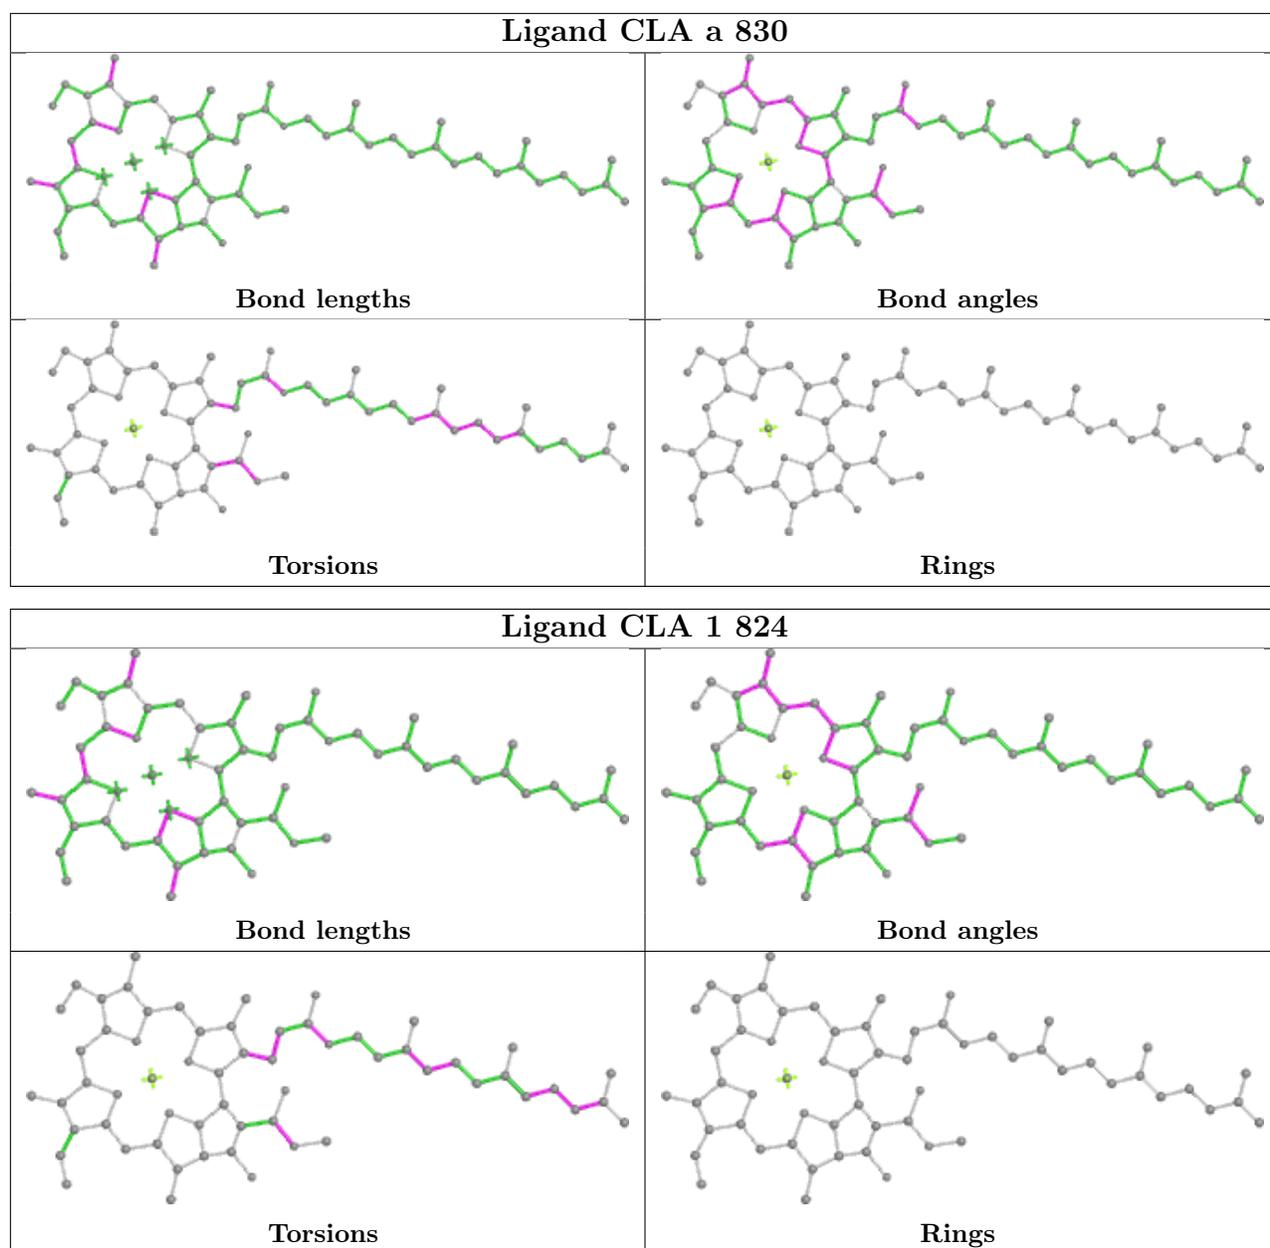 Ligand CLA a 830
Bond lengths
Bond angles
Torsions
Rings
Ligand CLA 1 824
Bond lengths
Bond angles
Torsions
Rings